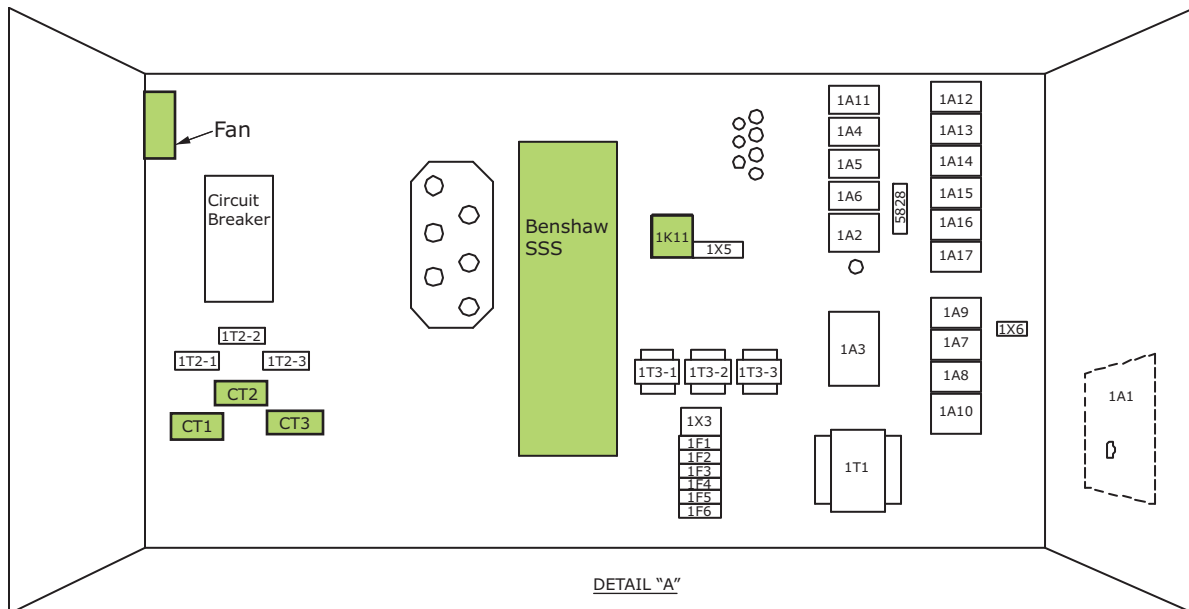 Fan
Circuit
Breaker
1T2-2
1T2-1
1T2-3
CT2
CT1
CT3
Benshaw
SSS
1K11
1X5
1T3-1
1T3-2
1T3-3
1X3
1F1
1F2
1F3
1F4
1F5
1F6
1A11
1A4
1A5
1A6
1A2
5828
1A3
1T1
1A12
1A13
1A14
1A15
1A16
1A17
1A9
1A7
1A8
1A10
1X6
1A1
DETAIL "A"